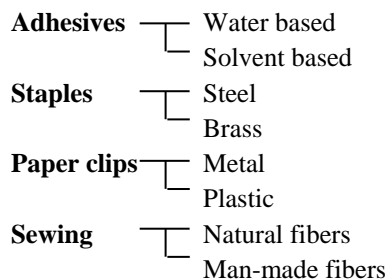 Adhesives Water based
Solvent based
Staples Steel
Brass
Paper clips Metal
Plastic
Sewing Natural fibers
Man-made fibers